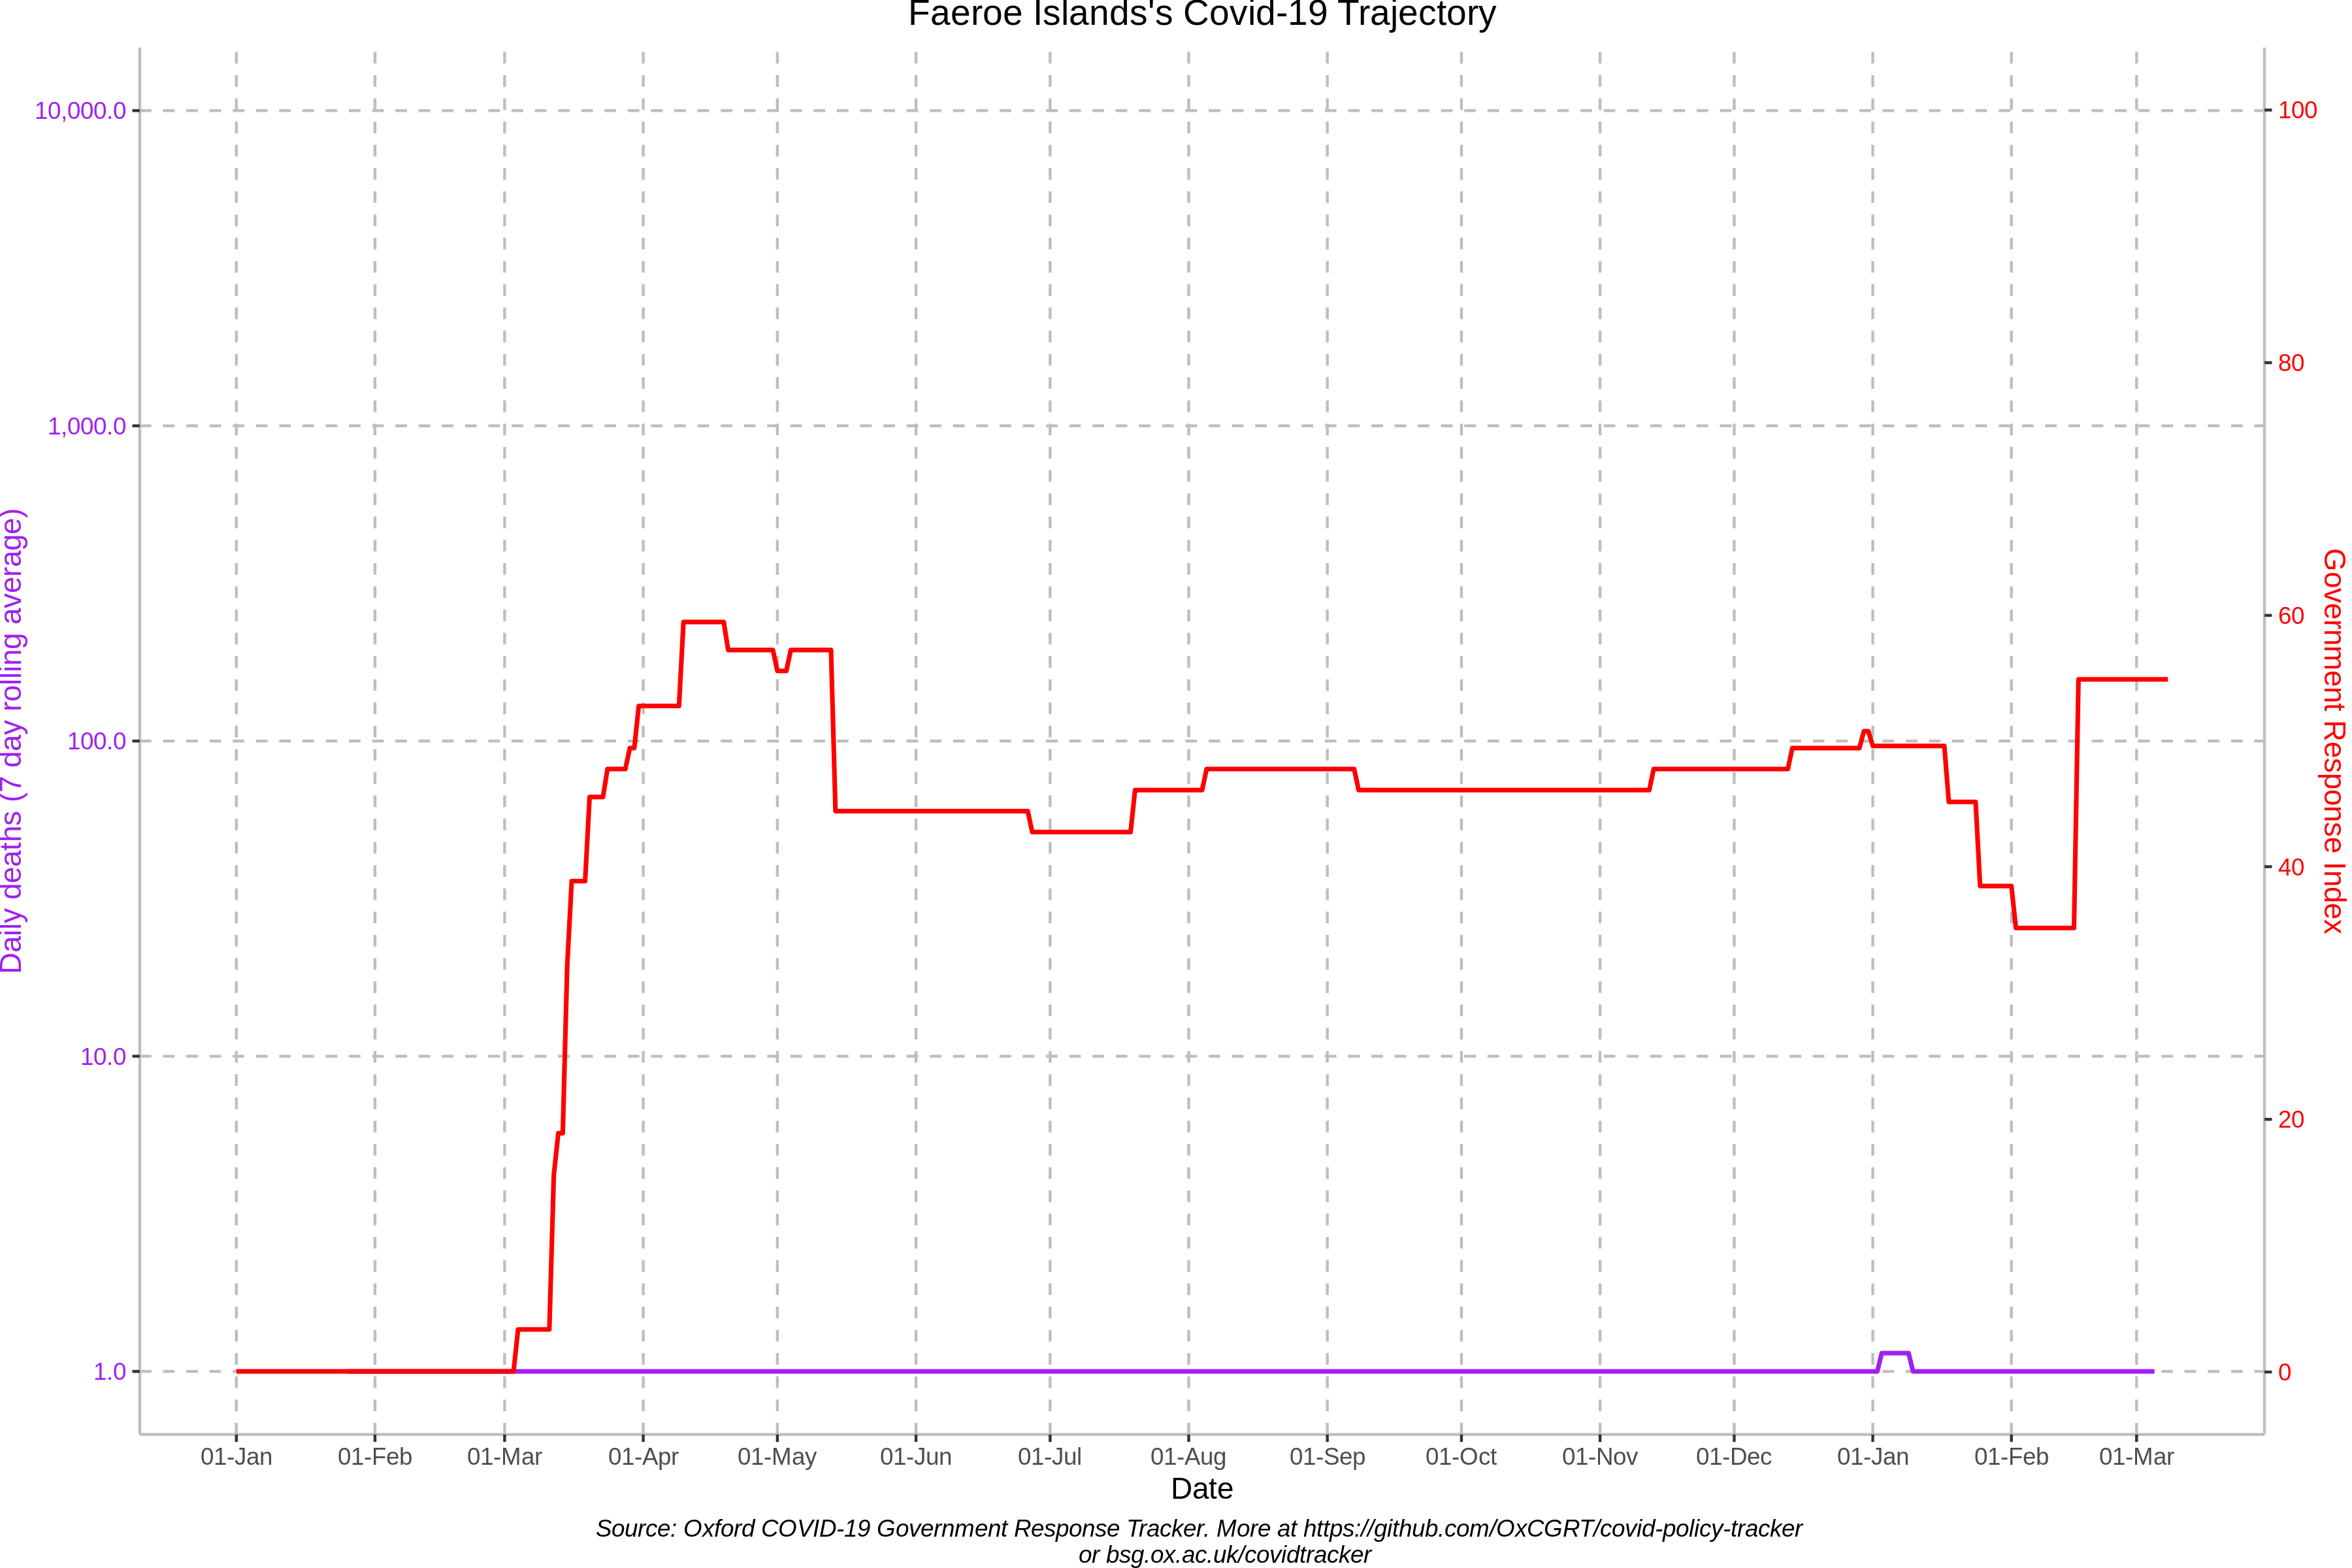 Faeroe Islands's Covid-19 Trajectory
10,000.0
1,000.0
100.0
10.0
1.0
Daily deaths (7 day rolling average)
100
80
60
40
20
0
Government Response Index
01-Jan 01-Feb 01-Mar 01-Apr 01-May 01-Jun 01-Jul 01-Aug 01-Sep 01-Oct 01-Nov 01-Dec 01-Jan 01-Feb 01-Mar
Date
Source: Oxford COVID-19 Government Response Tracker. More at https://github.com/OxCGRT/covid-policy-tracker
or bsg.ox.ac.uk/covidtracker